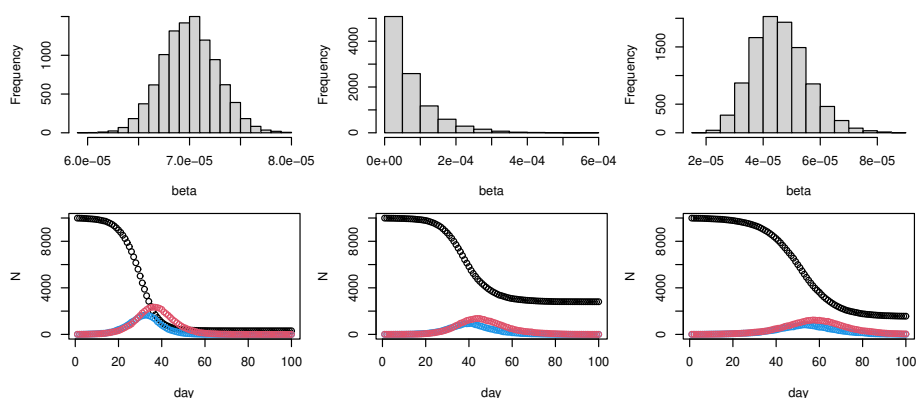 Frequency
0 500 1000
6.0e−05 7.0e−05 8.0e−05
beta
Frequency
0 2000 4000
0e+00 2e−04 4e−04 6e−04
beta
Frequency
0 500 1500
2e−05 4e−05 6e−05 8e−05
beta
N
0 4000 8000
0 20 40 60 80 100
day
N
0 4000 8000
0 20 40 60 80 100
day
N
0 4000 8000
0 20 40 60 80 100
day